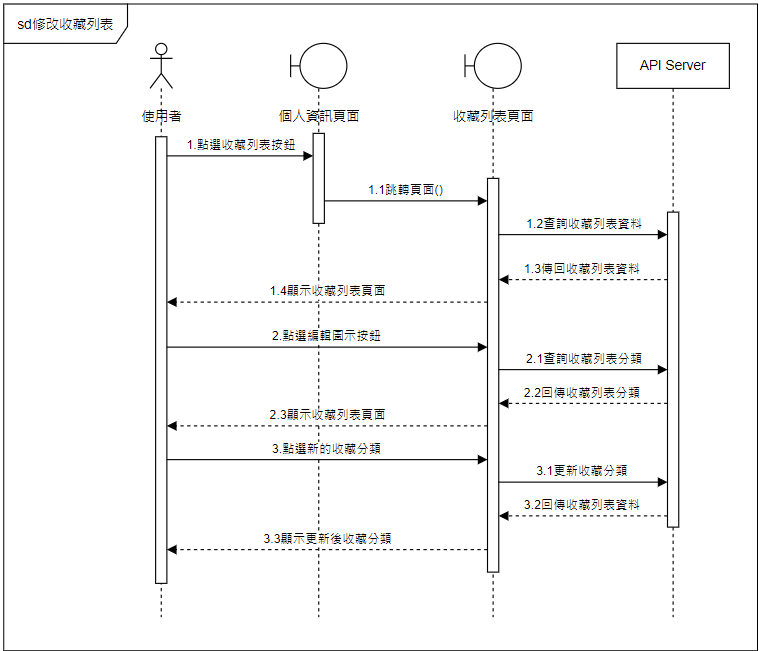 sd修改收藏列表
API Server
使用者
個人資訊頁面
收藏列表頁面
1.點選收藏列表按鈕
1.1跳轉頁面()
1.2查詢收藏列表資料
1.3傳回收藏列表資料
1.4顯示收藏列表頁面
2.點選編輯圖示按鈕
2.1查詢收藏列表分類
2.2回傳收藏列表分類
2.3顯示收藏列表頁面
3.點選新的收藏分類
3.1更新收藏分類
3.2回傳收藏列表資料
3.3顯示更新後收藏分類